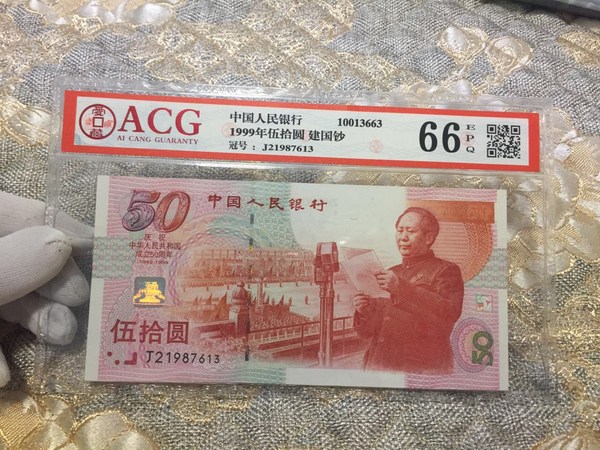 ACG
AI CANG GUARANTY
中国人民银行 10013663
1999年伍拾圆 建国钞
冠号：J21987613
66 EPQ
50
中国人民银行
庆祝
中华人民共和国
成立50周年
1949-1999
伍拾圆
J21987613
50